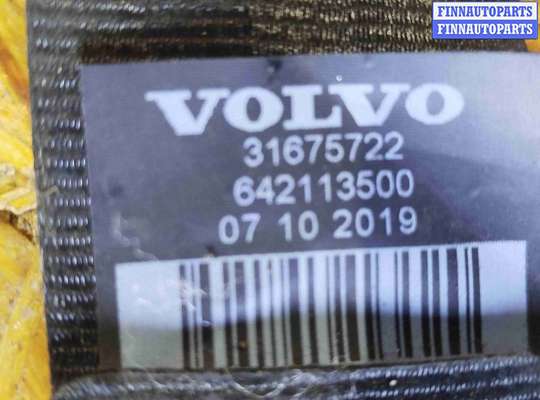 FINNAUTOPARTS
FINNAUTOPARTS
VOLVO
31675722
642113500
07 10 2019